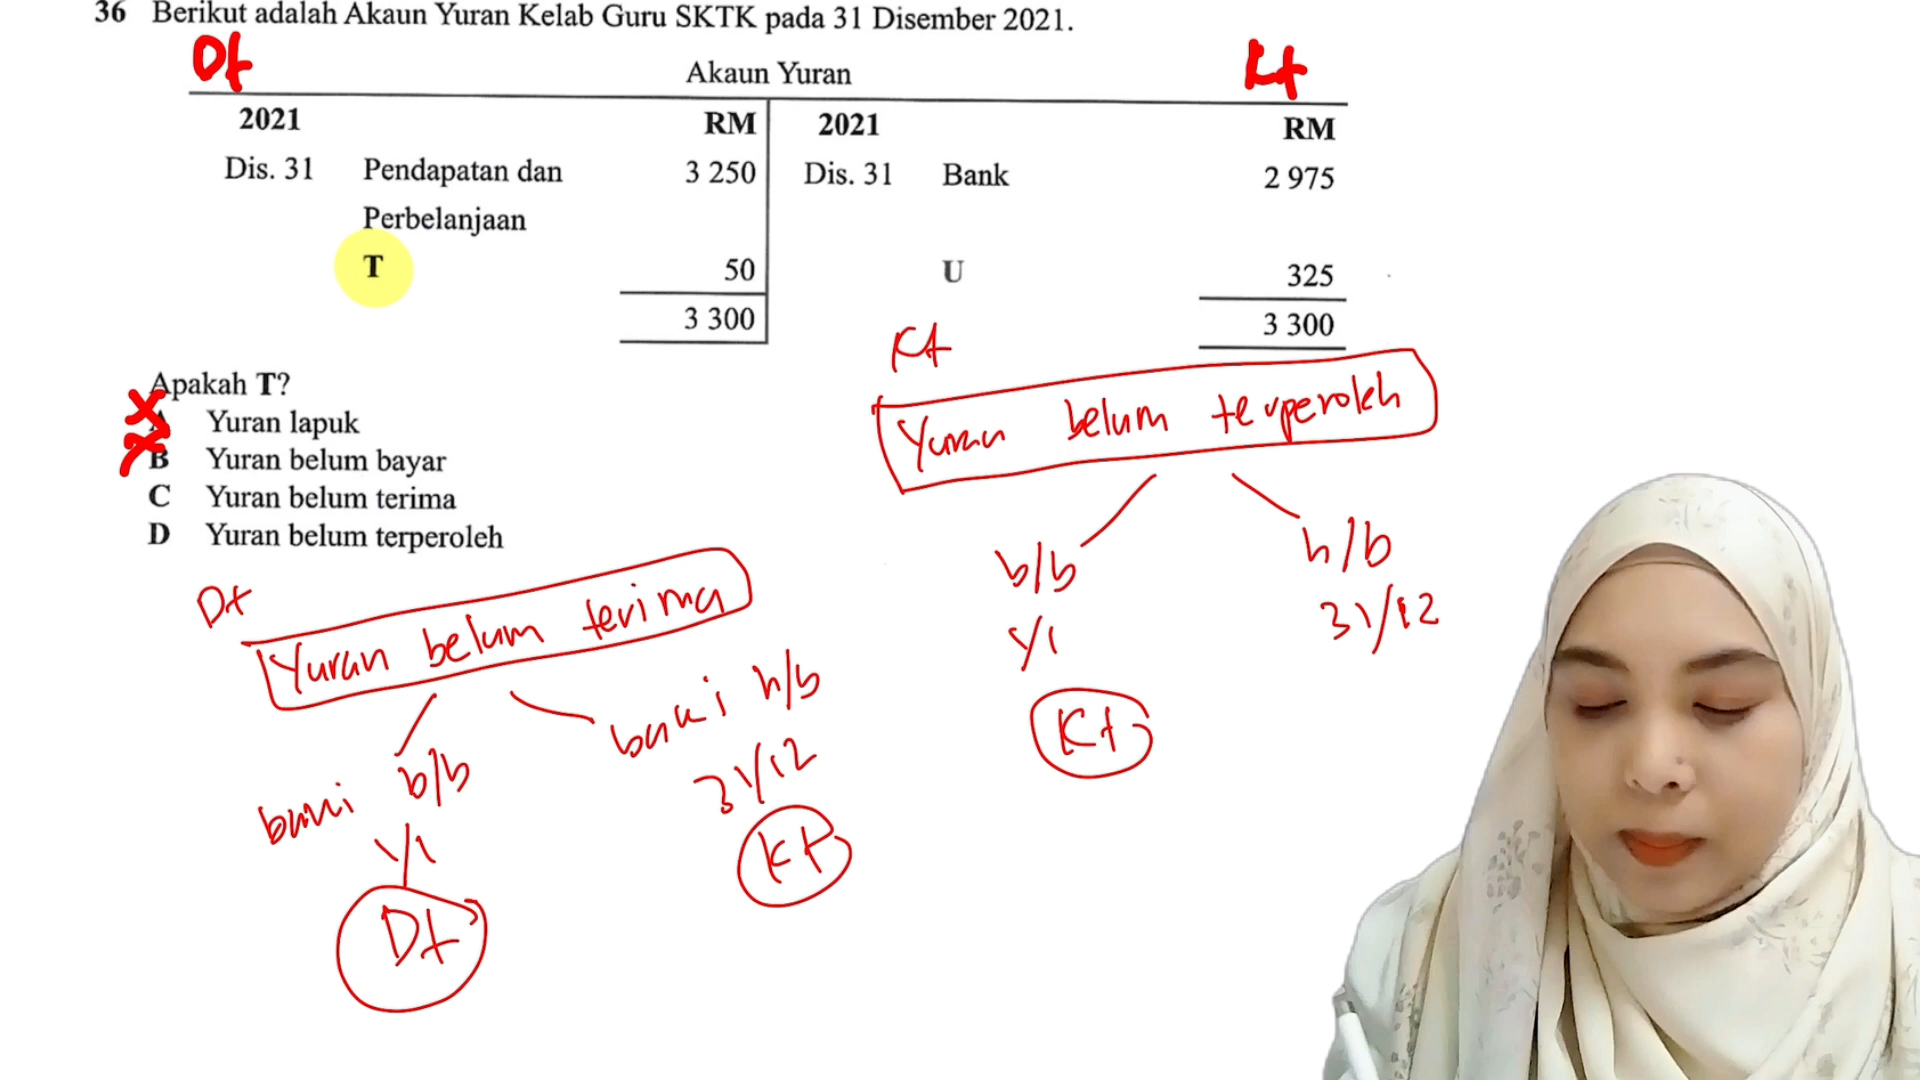 36 Berikut adalah Akaun Yuran Kelab Guru SKTK pada 31 Disember 2021.
Dt Kt
Akaun Yuran
2021 RM 2021 RM
Dis. 31 Pendapatan dan 3 250 Dis. 31 Bank 2 975
Perbelanjaan
T 50 U 325
3 300 3 300
Kt
Apakah T?
A Yuran lapuk
B Yuran belum bayar
C Yuran belum terima
D Yuran belum terperoleh
Yuran belum terperoleh
b/b h/b
1/1 31/12
Kt
Dt
Yuran belum terima
baki b/b baki h/b
1/1 31/12
Dt Kt